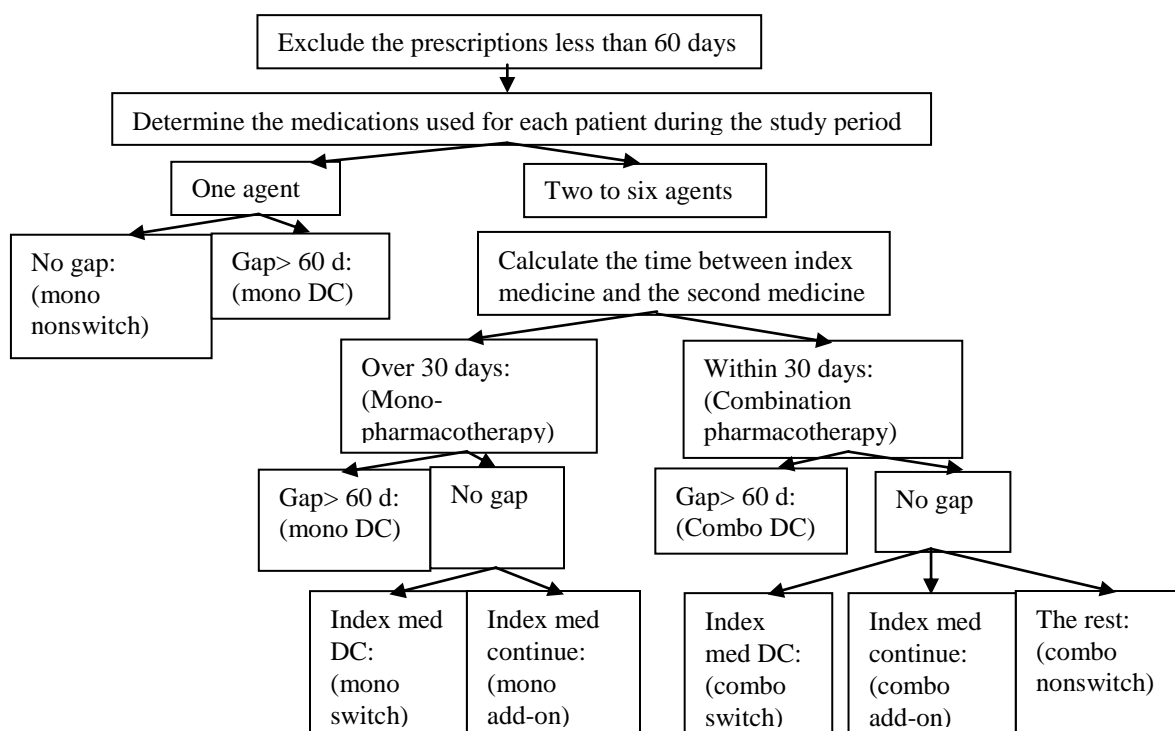 Exclude the prescriptions less than 60 days
Determine the medications used for each patient during the study period
One agent
Two to six agents
No gap:
(mono
nonswitch)
Gap> 60 d:
(mono DC)
Calculate the time between index
medicine and the second medicine
Over 30 days:
(Mono-
pharmacotherapy)
Within 30 days:
(Combination
pharmacotherapy)
Gap> 60 d:
(mono DC)
No gap
Gap> 60 d:
(Combo DC)
No gap
Index med
DC:
(mono
switch)
Index med
continue:
(mono
add-on)
Index
med DC:
(combo
switch)
Index med
continue:
(combo
add-on)
The rest:
(combo
nonswitch)